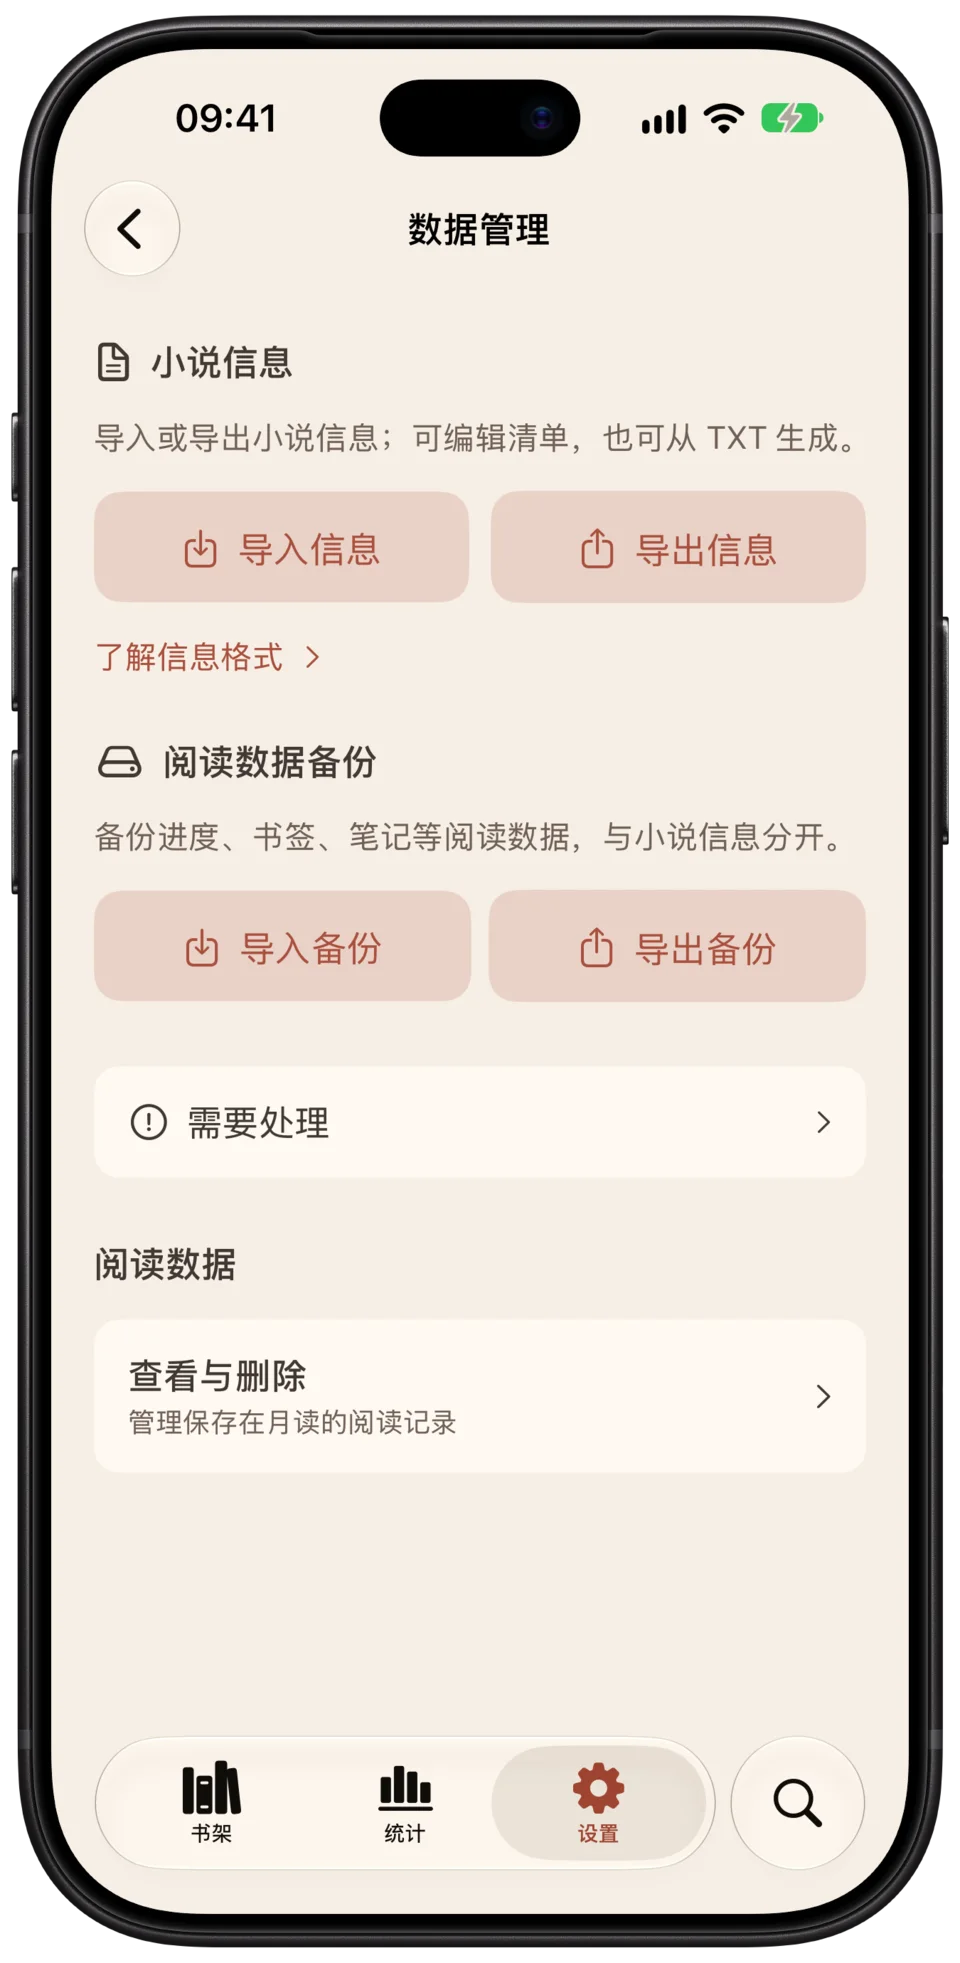 09:41
数据管理
小说信息
导入或导出小说信息；可编辑清单，也可从 TXT 生成。
导入信息
导出信息
了解信息格式
阅读数据备份
备份进度、书签、笔记等阅读数据，与小说信息分开。
导入备份
导出备份
需要处理
阅读数据
查看与删除
管理保存在月读的阅读记录
书架
统计
设置